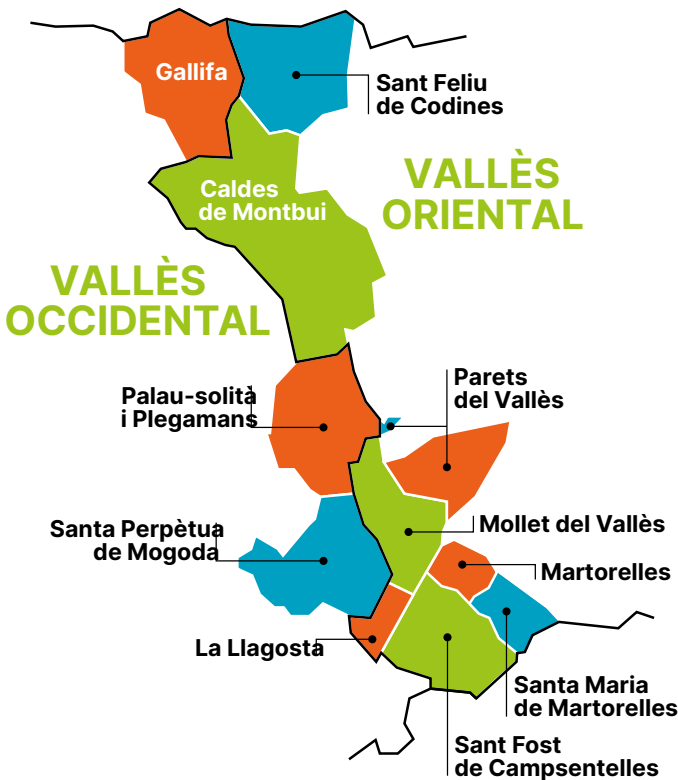 Gallifa
Sant Feliu
de Codines
VALLÈS
ORIENTAL
Caldes
de Montbui
VALLÈS
OCCIDENTAL
Palau-solità
i Plegamans
Parets
del Vallès
Santa Perpètua
de Mogoda
Mollet del Vallès
Martorelles
La Llagosta
Santa Maria
de Martorelles
Sant Fost
de Campsentelles